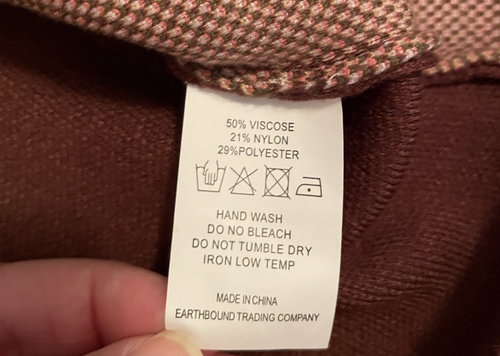 50% VISCOSE
21% NYLON
29%POLYESTER
HAND WASH
DO NO BLEACH
DO NOT TUMBLE DRY
IRON LOW TEMP
MADE IN CHINA
EARTHBOUND TRADING COMPANY